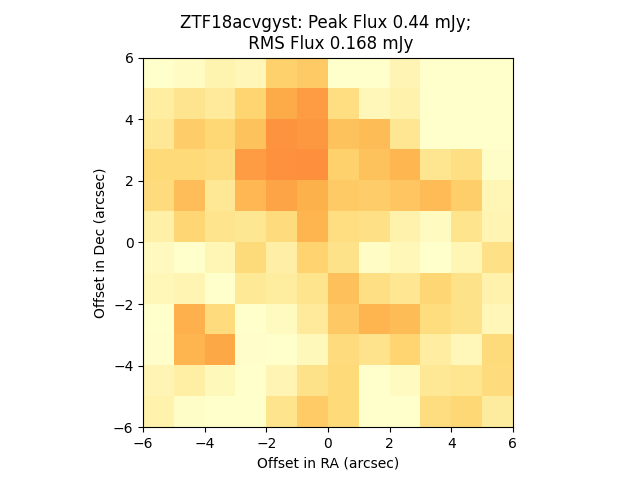 ZTF18acvgyst: Peak Flux 0.44 mJy;
RMS Flux 0.168 mJy
Offset in Dec (arcsec)
6
4
2
0
−2
−4
−6
−6 −4 −2 0 2 4 6
Offset in RA (arcsec)